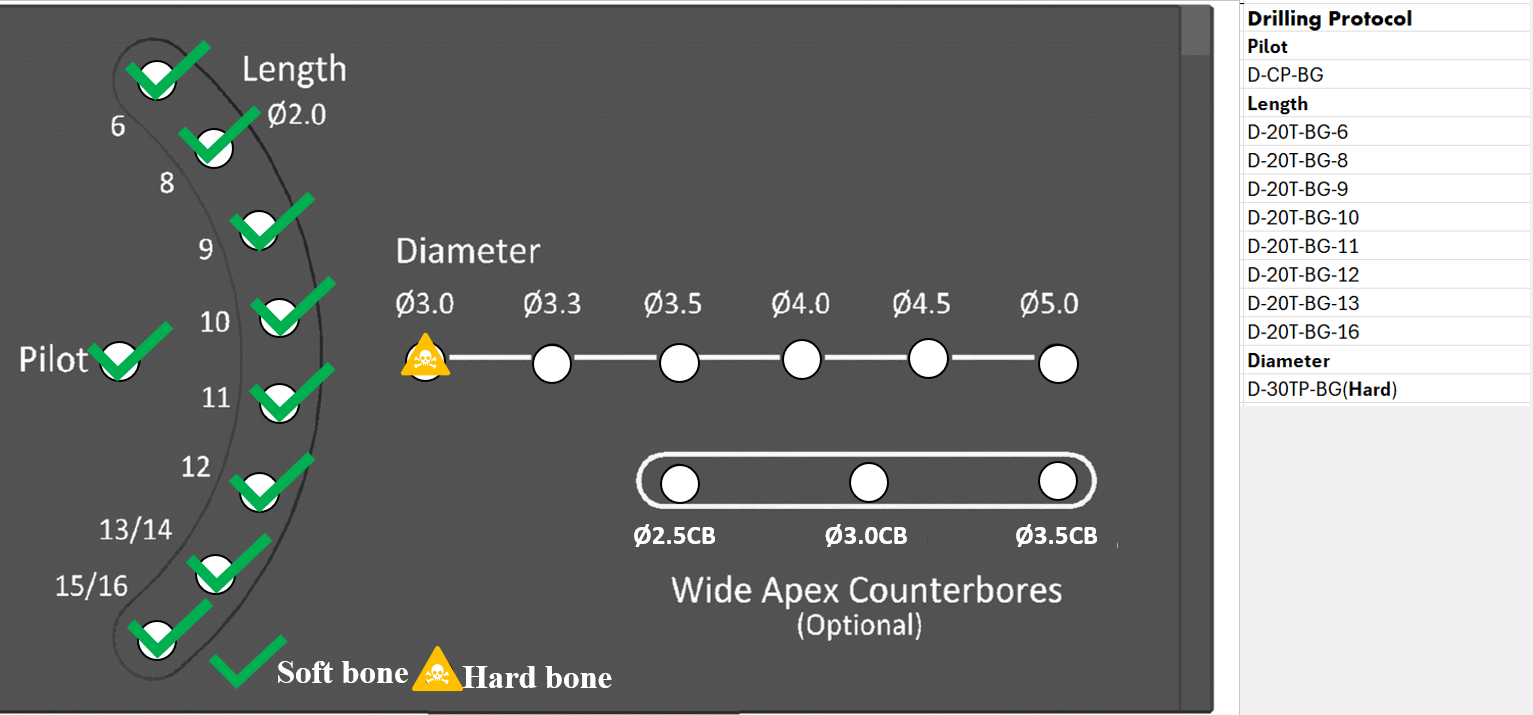 Length
Ø2.0
6
8
9
10
Pilot
11
12
13/14
15/16
Diameter
Ø3.0 Ø3.3 Ø3.5 Ø4.0 Ø4.5 Ø5.0
Ø2.5CB Ø3.0CB Ø3.5CB
Wide Apex Counterbores
(Optional)
Soft bone Hard bone
Drilling Protocol
Pilot
D-CP-BG
Length
D-20T-BG-6
D-20T-BG-8
D-20T-BG-9
D-20T-BG-10
D-20T-BG-11
D-20T-BG-12
D-20T-BG-13
D-20T-BG-16
Diameter
D-30TP-BG(Hard)